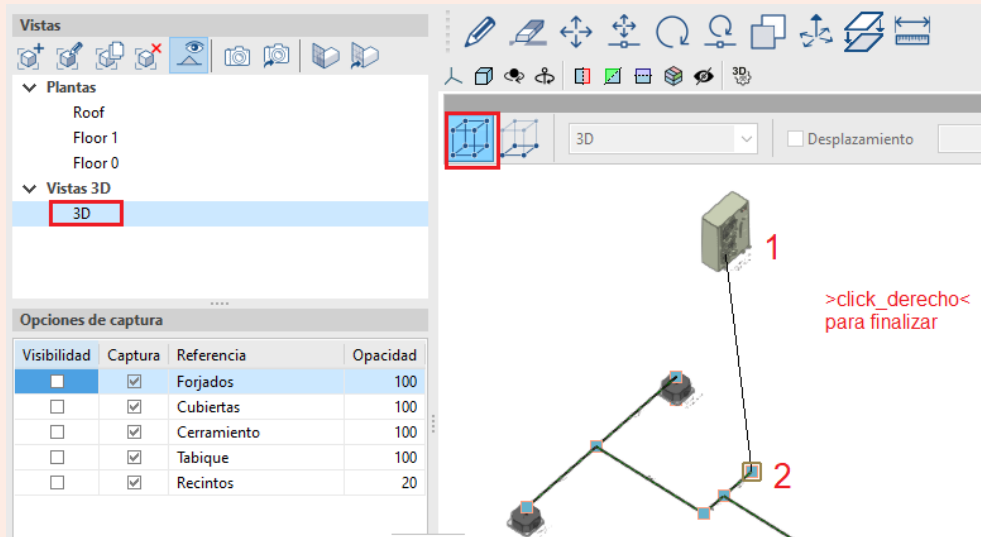 Vistas
Plantas
Roof
Floor 1
Floor 0
Vistas 3D
3D
Opciones de captura
Visibilidad Captura Referencia Opacidad
Forjados 100
Cubiertas 100
Cerramiento 100
Tabique 100
Recintos 20
3D
3D Desplazamiento
1
>click_derecho<
para finalizar
2